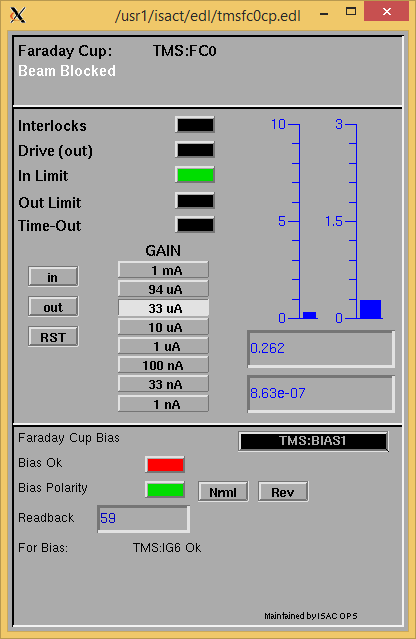 /usr1/isact/edl/tmsfc0cp.edl
Faraday Cup: TMS:FC0
Beam Blocked
Interlocks
Drive (out)
In Limit
Out Limit
Time-Out
10
5
0
3
1.5
0
GAIN
1 mA
94 uA
33 uA
10 uA
1 uA
100 nA
33 nA
1 nA
in
out
RST
0.262
8.63e-07
Faraday Cup Bias TMS:BIAS1
Bias Ok
Bias Polarity Nrml Rev
Readback 59
For Bias: TMS:IG6 Ok
Maintained by ISAC OPS